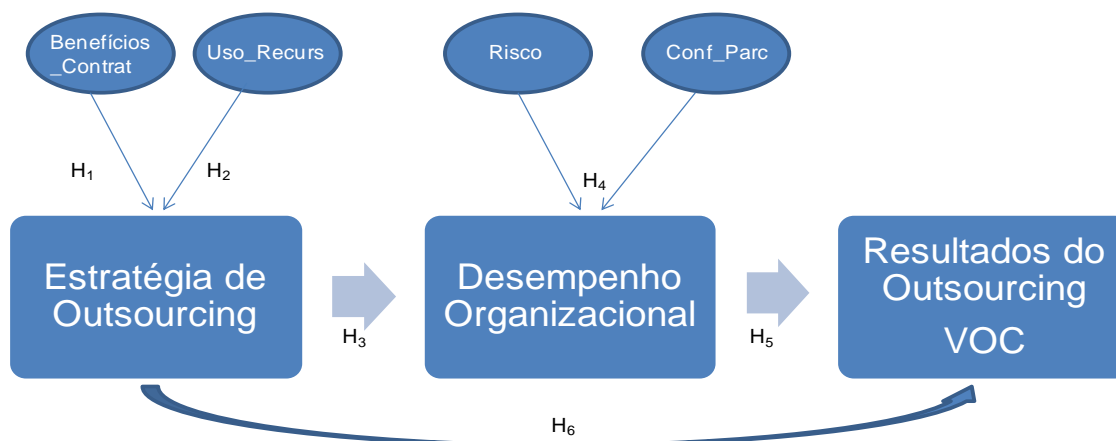 Benefícios
_Contrat
Uso_Recurs
Risco
Conf_Parc
H₁
H₂
H₄
Estratégia de
Outsourcing
H₃
Desempenho
Organizacional
H₅
Resultados do
Outsourcing
VOC
H₆